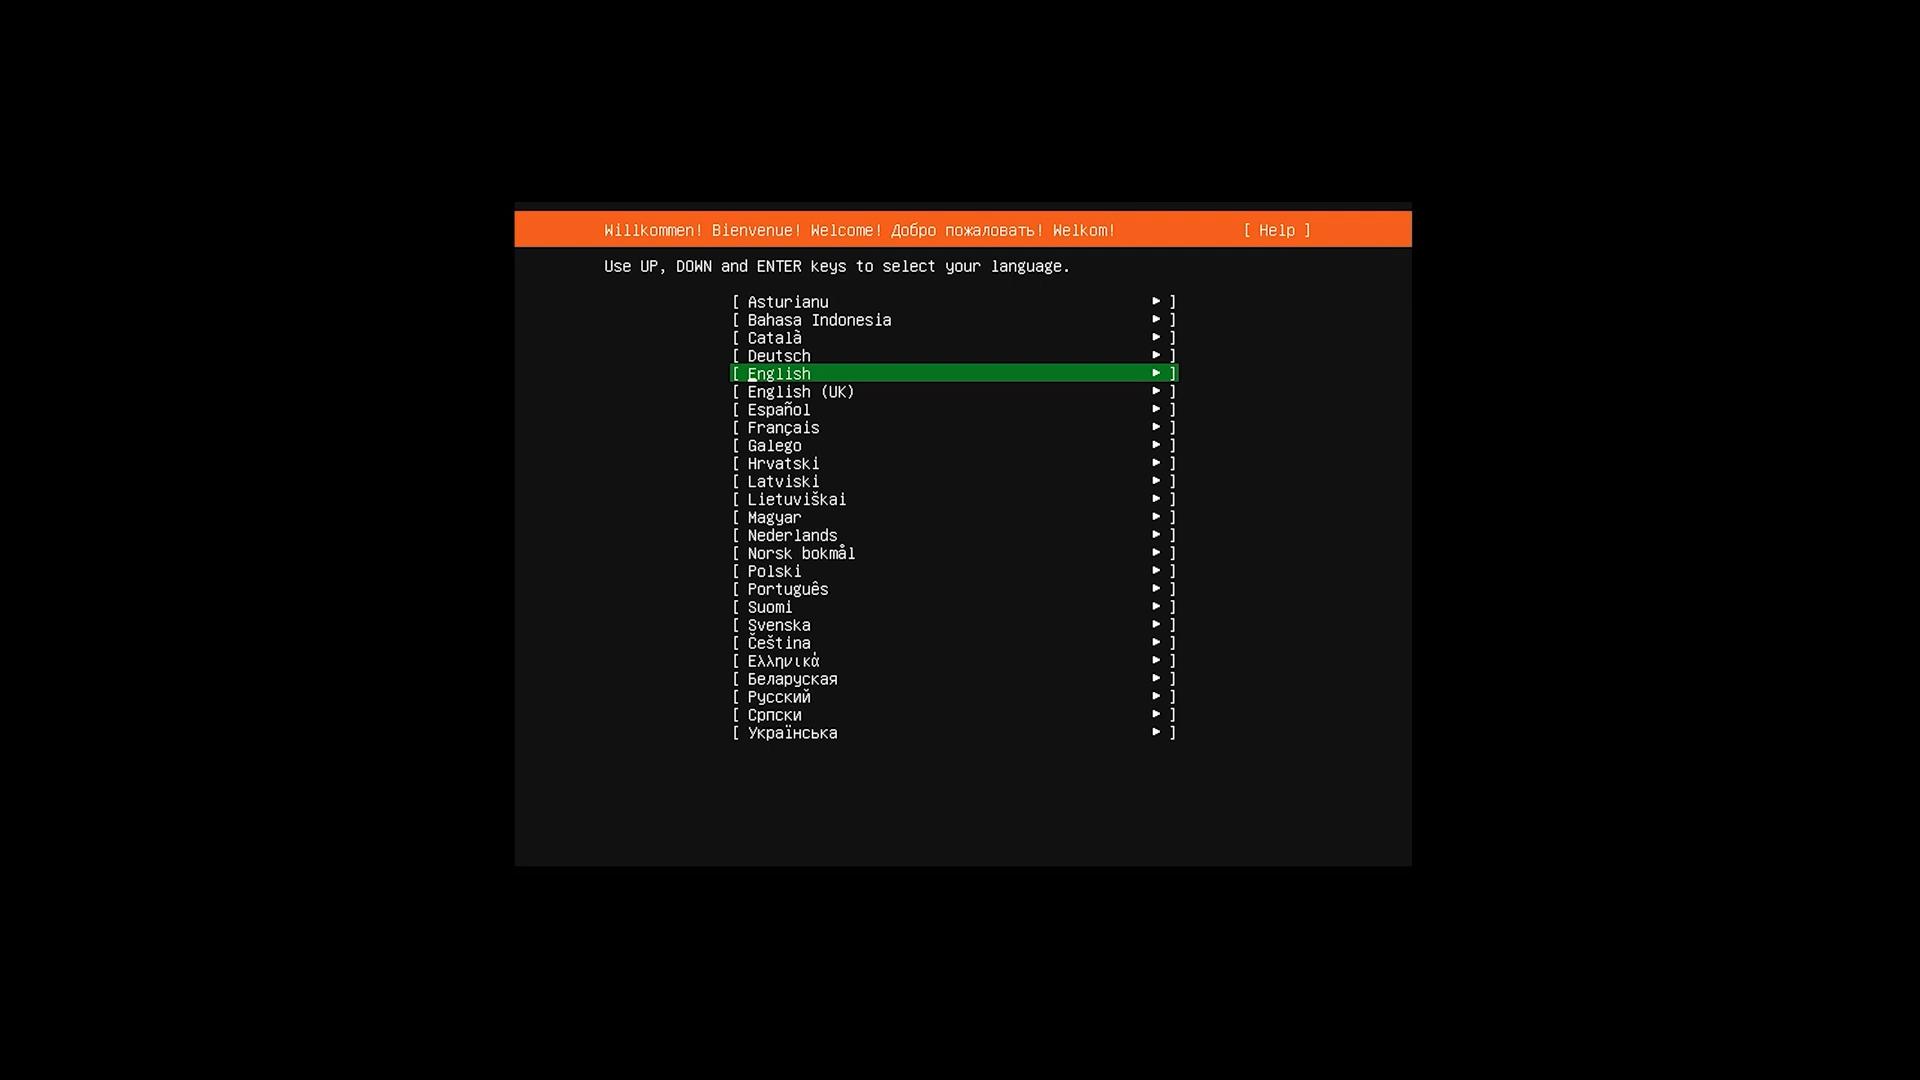 Willkommen! Bienvenue! Welcome! Добро пожаловать! Welkom! [ Help ]
Use UP, DOWN and ENTER keys to select your language.
[ Asturianu ▸ ]
[ Bahasa Indonesia ▸ ]
[ Català ▸ ]
[ Deutsch ▸ ]
[ English ▸ ]
[ English (UK) ▸ ]
[ Español ▸ ]
[ Français ▸ ]
[ Galego ▸ ]
[ Hrvatski ▸ ]
[ Latviski ▸ ]
[ Lietuviškai ▸ ]
[ Magyar ▸ ]
[ Nederlands ▸ ]
[ Norsk bokmål ▸ ]
[ Polski ▸ ]
[ Português ▸ ]
[ Suomi ▸ ]
[ Svenska ▸ ]
[ Čeština ▸ ]
[ Ελληνικά ▸ ]
[ Беларуская ▸ ]
[ Русский ▸ ]
[ Српски ▸ ]
[ Українська ▸ ]